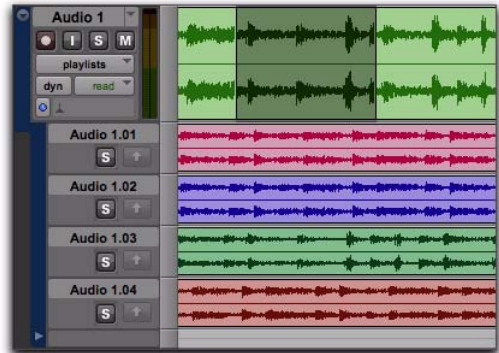 Audio 1
I S M
playlists
dyn read
Audio 1.01
S
Audio 1.02
S
Audio 1.03
S
Audio 1.04
S